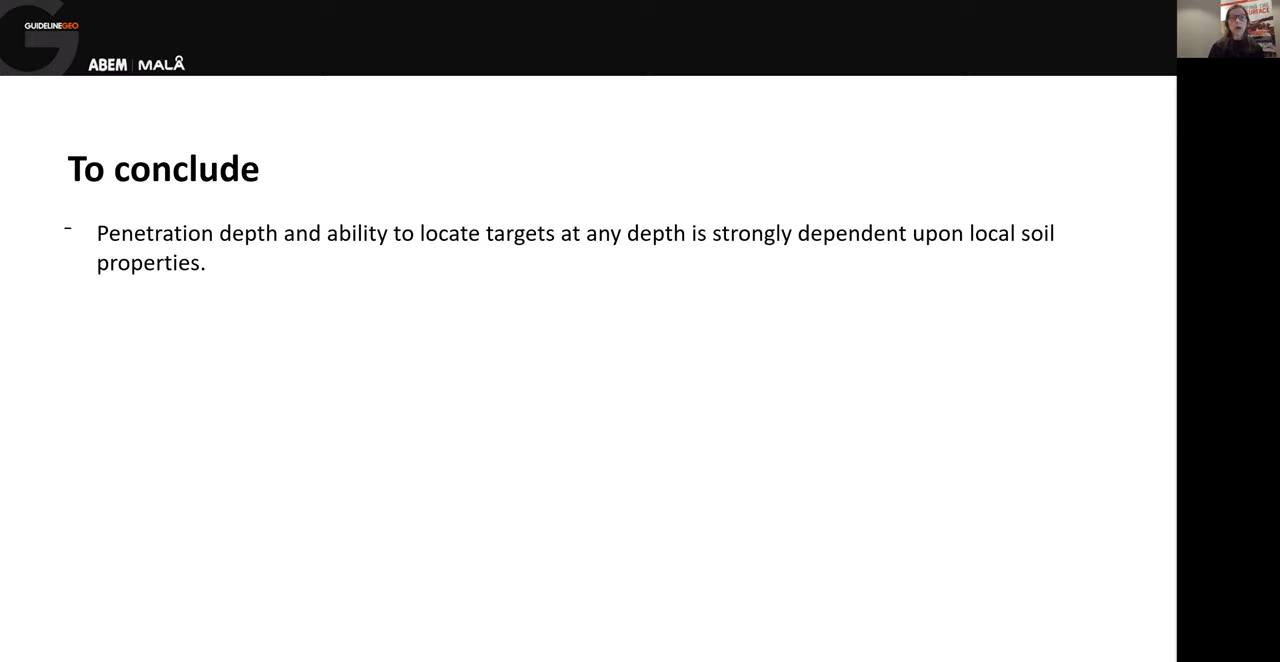 GUIDELINEGEO
ABEM | MALÅ
To conclude
- Penetration depth and ability to locate targets at any depth is strongly dependent upon local soil
properties.